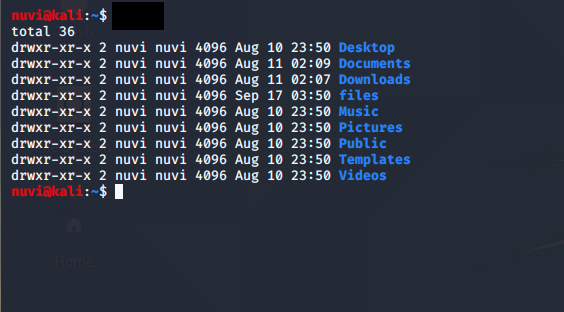 nuvi@kali:~$
total 36
drwxr-xr-x 2 nuvi nuvi 4096 Aug 10 23:50 Desktop
drwxr-xr-x 2 nuvi nuvi 4096 Aug 11 02:09 Documents
drwxr-xr-x 2 nuvi nuvi 4096 Aug 11 02:07 Downloads
drwxr-xr-x 2 nuvi nuvi 4096 Sep 17 03:50 files
drwxr-xr-x 2 nuvi nuvi 4096 Aug 10 23:50 Music
drwxr-xr-x 2 nuvi nuvi 4096 Aug 10 23:50 Pictures
drwxr-xr-x 2 nuvi nuvi 4096 Aug 10 23:50 Public
drwxr-xr-x 2 nuvi nuvi 4096 Aug 10 23:50 Templates
drwxr-xr-x 2 nuvi nuvi 4096 Aug 10 23:50 Videos
nuvi@kali:~$
Home